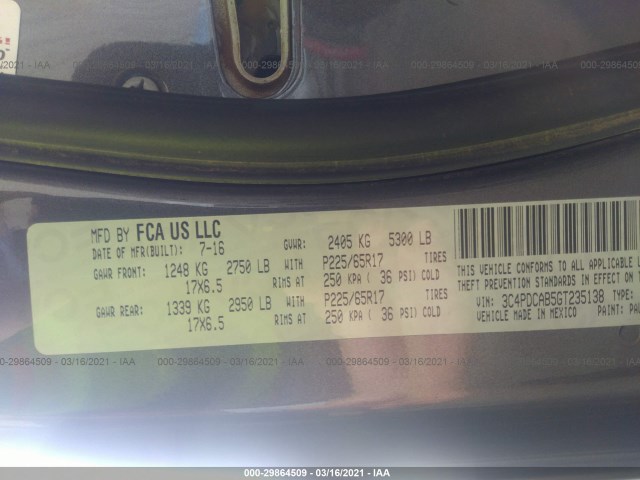 000-29864509 - 03/16/2021 - IAA
MFD BY FCA US LLC
DATE OF MFR(BUILT): 7-16 GVWR: 2405 KG 5300 LB
GAWR FRONT: 1248 KG 2750 LB WITH P225/65R17 TIRES
17X6.5 RIMS AT 250 KPA ( 36 PSI) COLD
GAWR REAR: 1339 KG 2950 LB WITH P225/65R17 TIRES
17X6.5 RIMS AT 250 KPA ( 36 PSI) COLD
THIS VEHICLE CONFORMS TO
THEFT PREVENTION STANDARDS IN EFFECT ON
VIN: 3C4PDCAB5GT235138 TYPE:
VEHICLE MADE IN MEXICO PAINT:
000-29864509 - 03/16/2021 - IAA